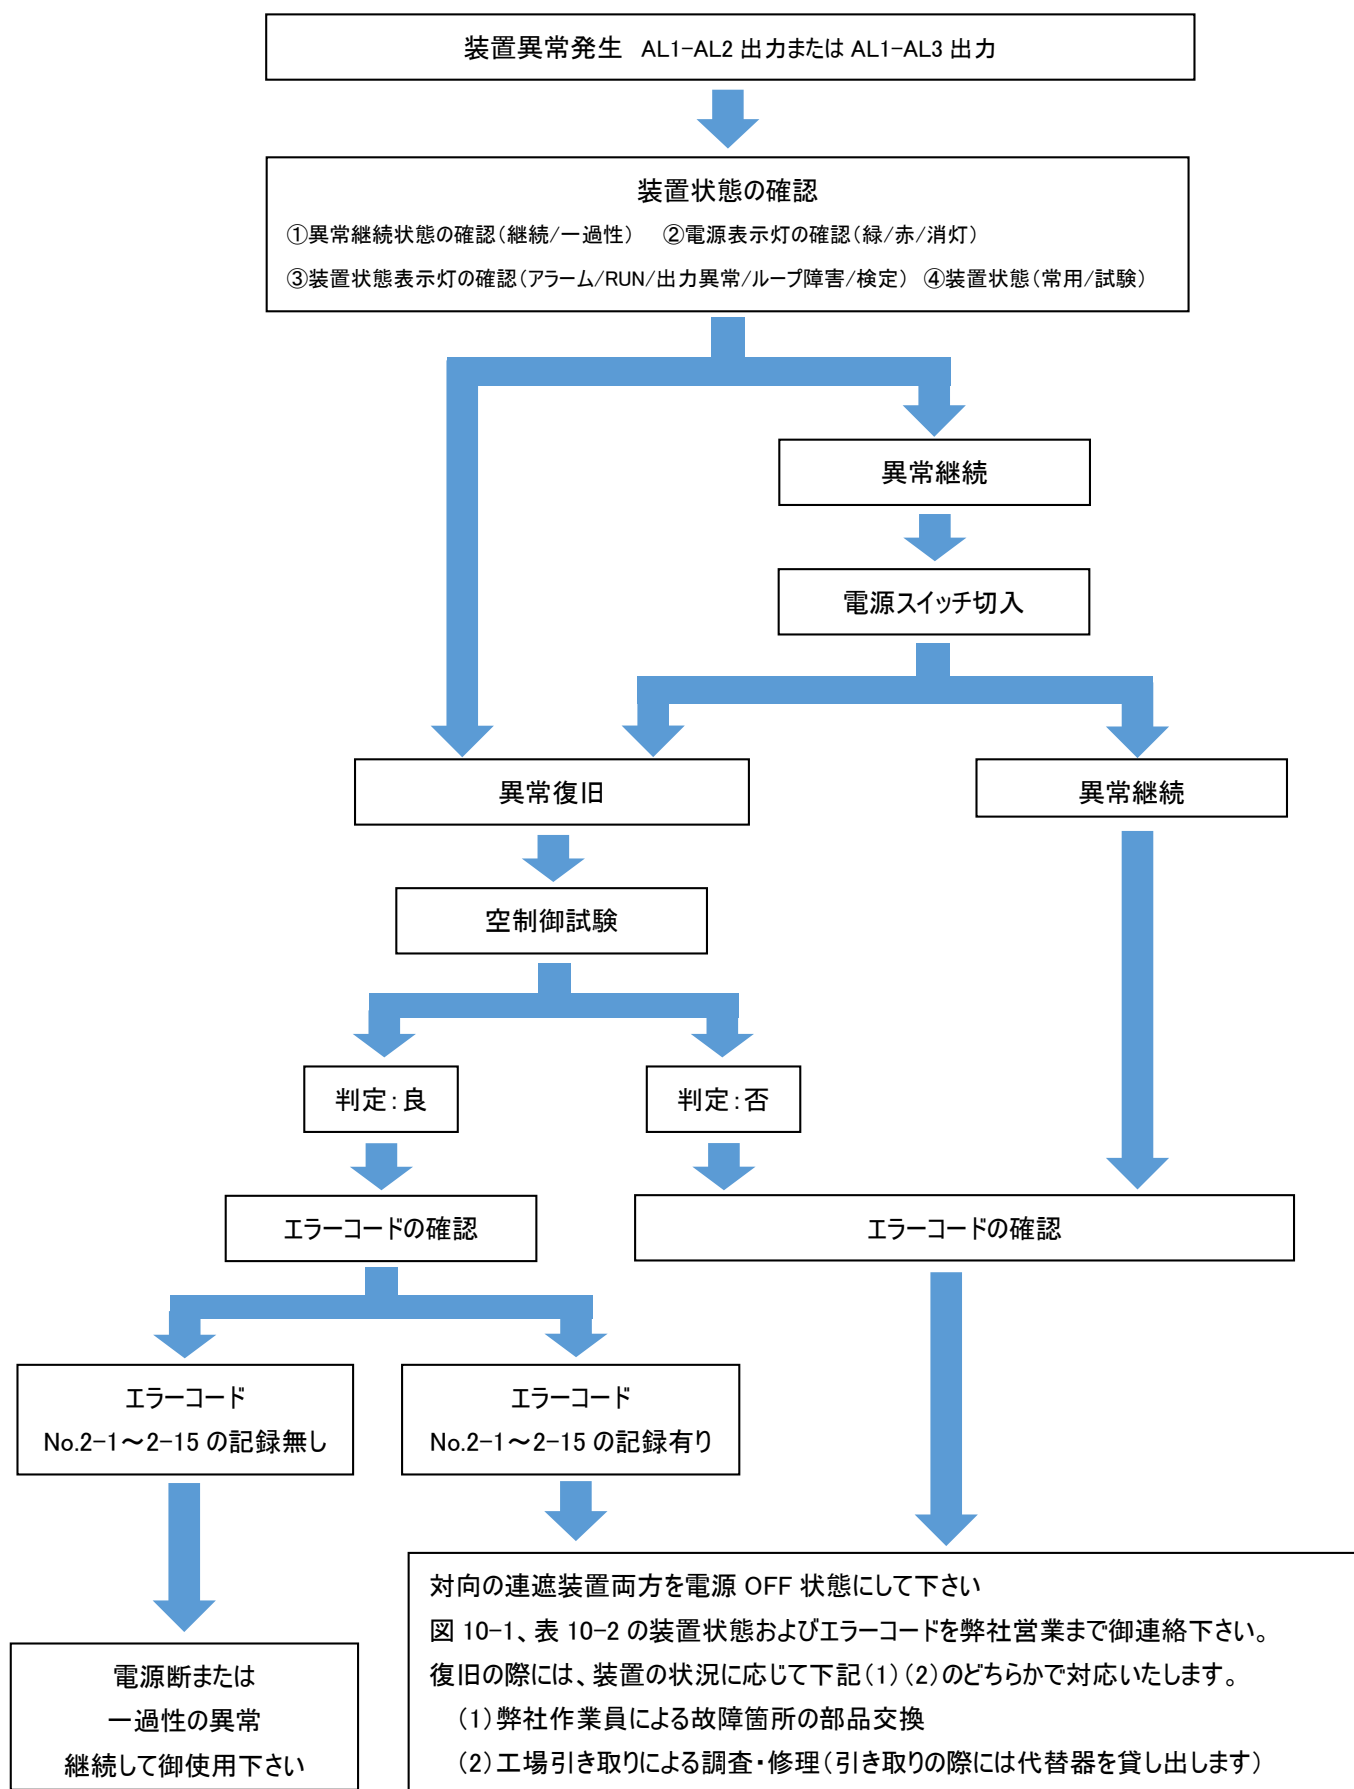 装置異常発生 AL1-AL2 出力または AL1-AL3 出力
装置状態の確認
①異常継続状態の確認(継続/一過性) ②電源表示灯の確認(緑/赤/消灯)
③装置状態表示灯の確認(アラーム/RUN/出力異常/ループ障害/検定) ④装置状態(常用/試験)
異常継続
電源スイッチ切入
異常復旧
異常継続
空制御試験
判定:良
判定:否
エラーコードの確認
エラーコードの確認
エラーコード
No.2-1～2-15 の記録無し
エラーコード
No.2-1～2-15 の記録有り
対向の連遮装置両方を電源 OFF 状態にして下さい
図 10-1、表 10-2 の装置状態およびエラーコードを弊社営業まで御連絡下さい。
復旧の際には、装置の状況に応じて下記(1)(2)のどちらかで対応いたします。
(1)弊社作業員による故障箇所の部品交換
(2)工場引き取りによる調査・修理(引き取りの際には代替器を貸し出します)
電源断または
一過性の異常
継続して御使用下さい